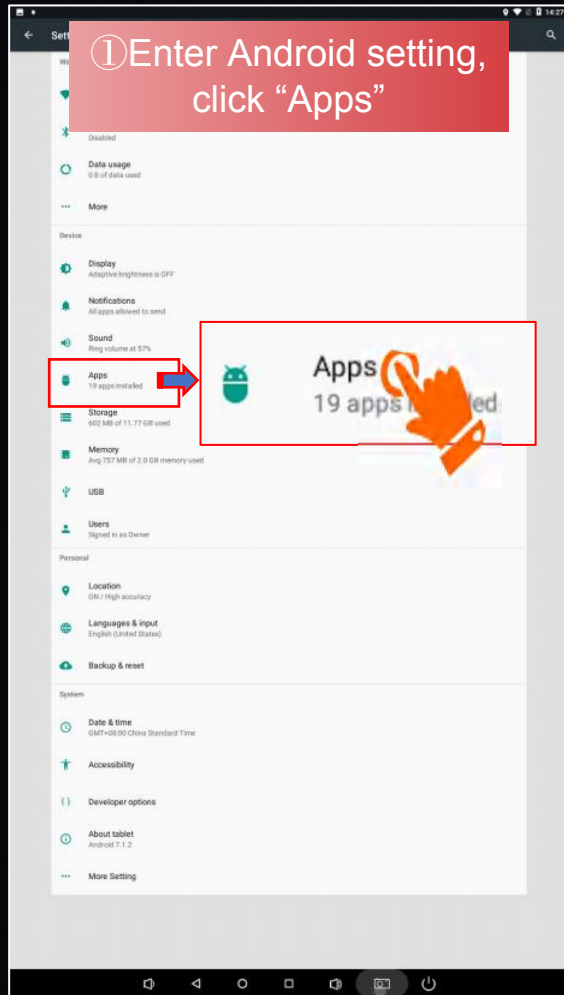 14:27
Sett
①Enter Android setting,
click “Apps”
Disabled
Data usage
0 B of data used
More
Device
Display
Adaptive brightness is OFF
Notifications
All apps allowed to send
Sound
Ring volume at 57%
Apps
19 apps installed
Apps
19 apps i led
Storage
602 MB of 11.77 GB used
Memory
Avg 757 MB of 2.0 GB memory used
USB
Users
Signed in as Owner
Personal
Location
ON / High accuracy
Languages & input
English (United States)
Backup & reset
System
Date & time
GMT+08:00 China Standard Time
Accessibility
Developer options
About tablet
Android 7.1.2
More Setting